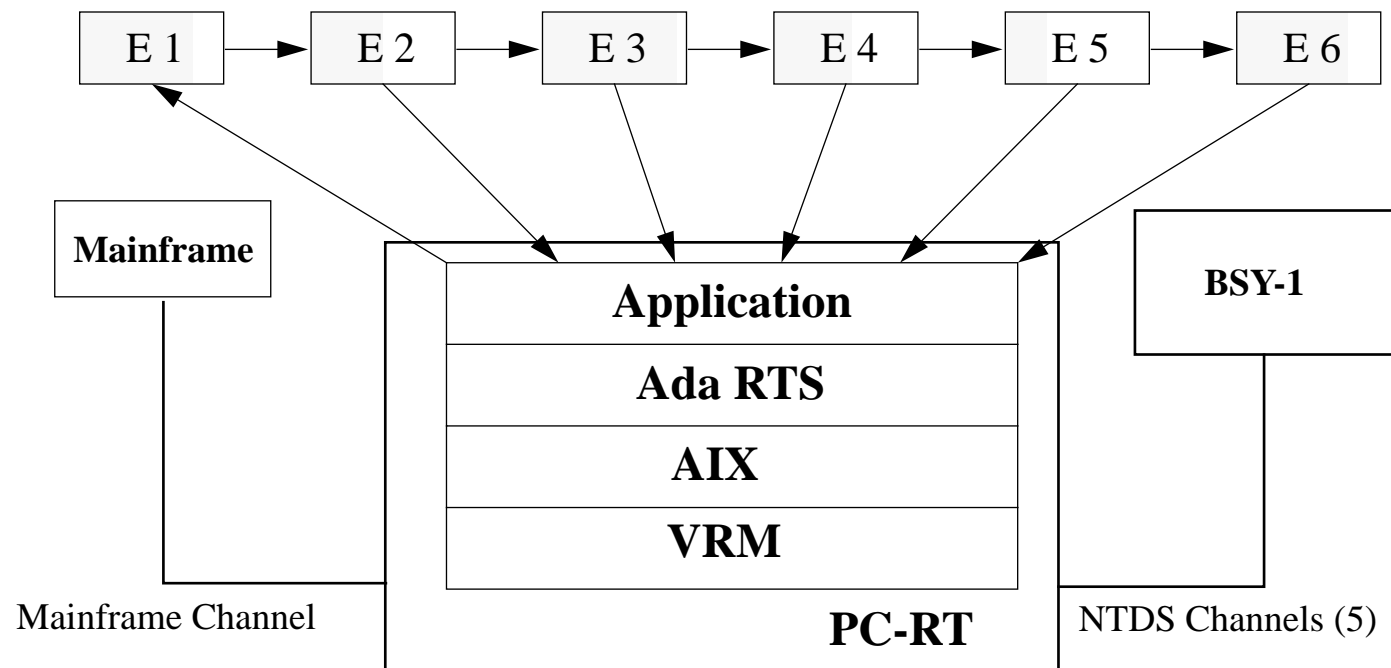 E 1
E 2
E 3
E 4
E 5
E 6
Mainframe
BSY-1
Application
Ada RTS
AIX
VRM
Mainframe Channel
PC-RT
NTDS Channels (5)